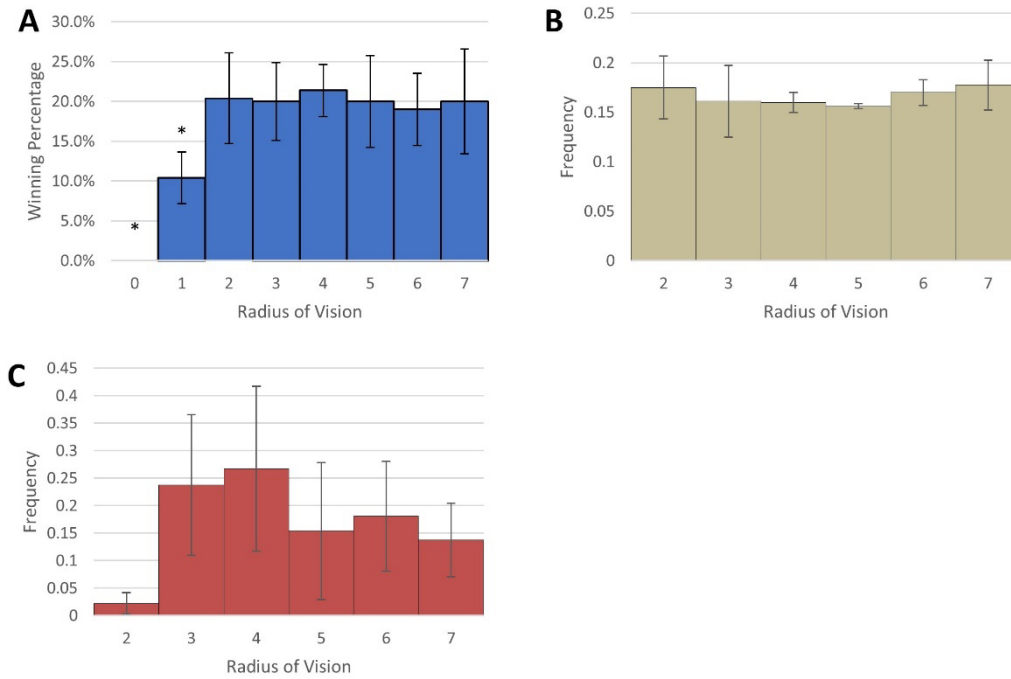 A
30.0%
25.0%
20.0%
15.0%
10.0%
5.0%
0.0%
Winning Percentage
*
*
0 1 2 3 4 5 6 7
Radius of Vision
B
0.25
0.2
0.15
0.1
0.05
0
Frequency
2 3 4 5 6 7
Radius of Vision
C
0.45
0.4
0.35
0.3
0.25
0.2
0.15
0.1
0.05
0
Frequency
2 3 4 5 6 7
Radius of Vision